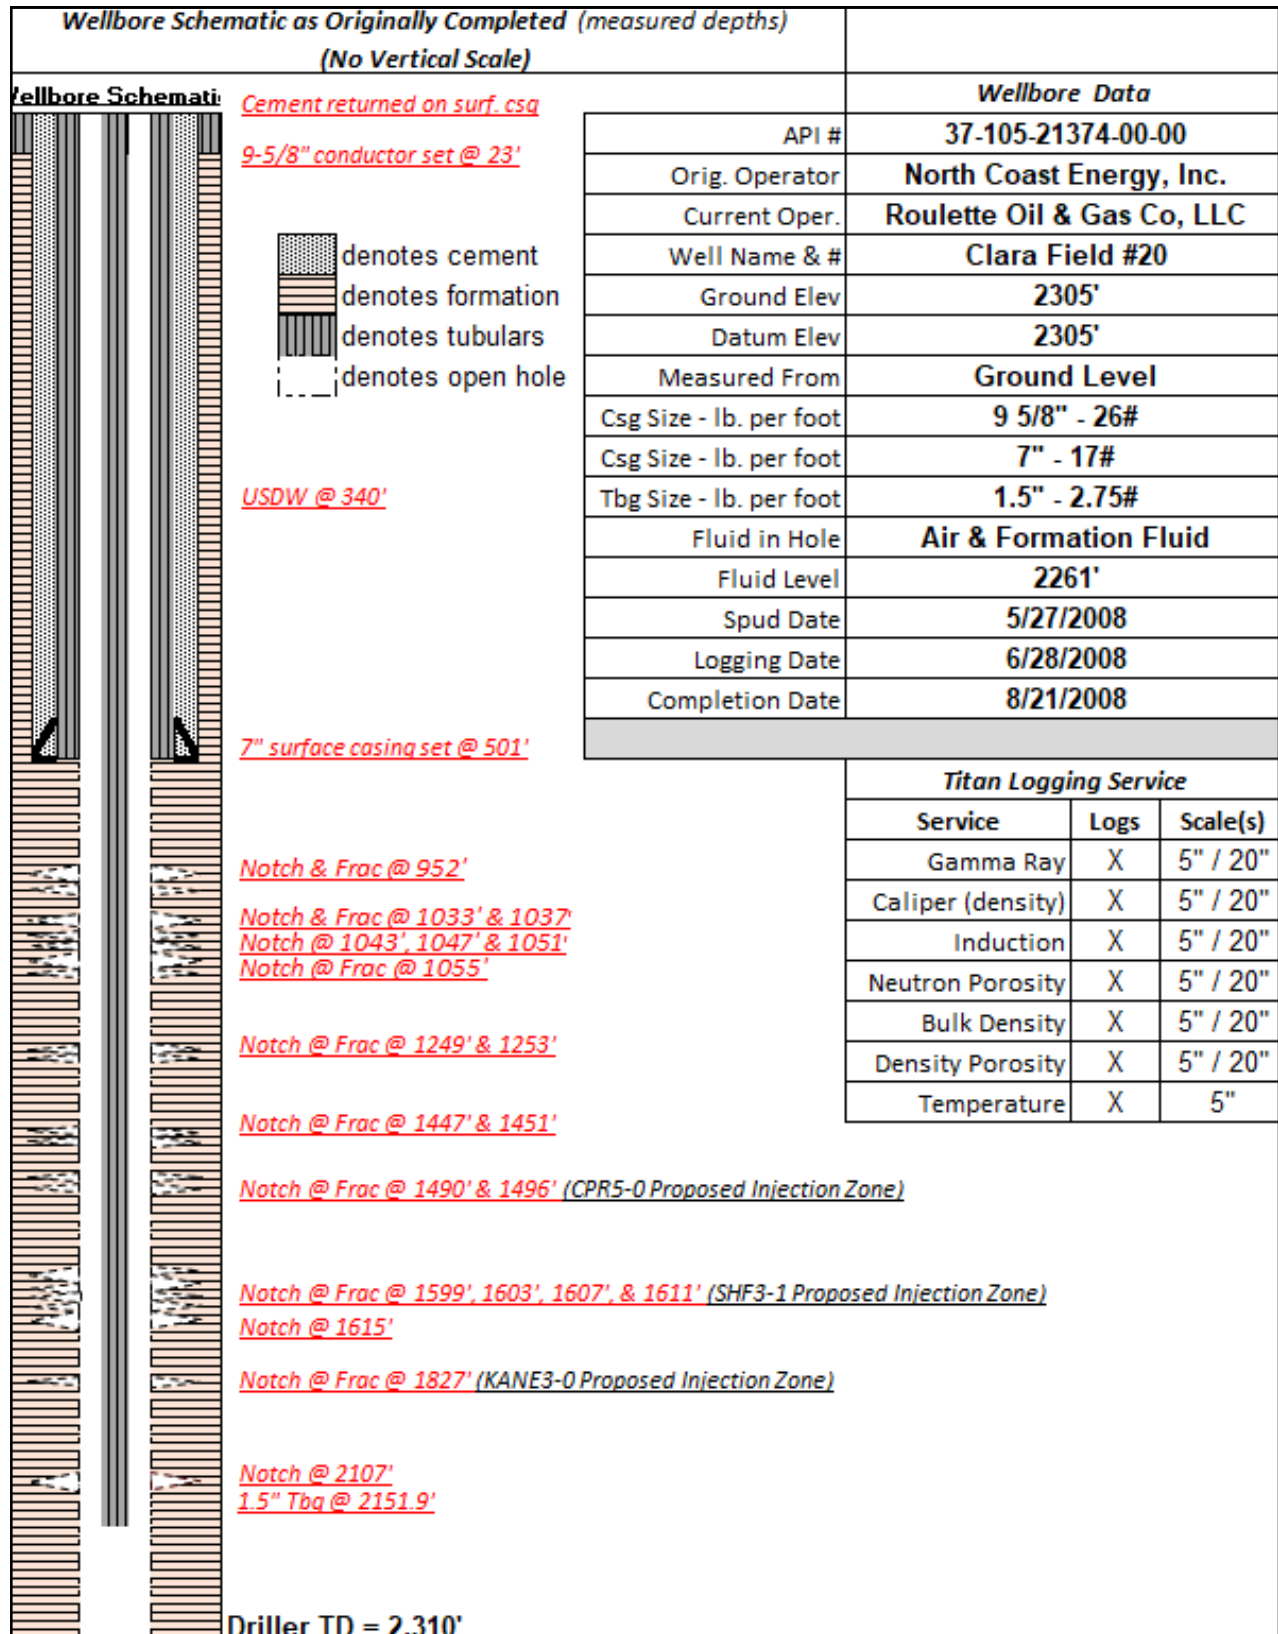 Wellbore Schematic as Originally Completed (measured depths)
(No Vertical Scale)
ellbore Schemati
Cement returned on surf. csg
9-5/8" conductor set @ 23'
denotes cement
denotes formation
denotes tubulars
denotes open hole
USDW @ 340'
7" surface casing set @ 501'
Notch & Frac @ 952'
Notch & Frac @ 1033' & 1037'
Notch @ 1043', 1047' & 1051'
Notch @ Frac @ 1055'
Notch @ Frac @ 1249' & 1253'
Notch @ Frac @ 1447' & 1451'
Notch @ Frac @ 1490' & 1496' (CPR5-0 Proposed Injection Zone)
Notch @ Frac @ 1599', 1603', 1607', & 1611' (SHF3-1 Proposed Injection Zone)
Notch @ 1615'
Notch @ Frac @ 1827' (KANE3-0 Proposed Injection Zone)
Notch @ 2107'
1.5" Tbg @ 2151.9'
Driller TD = 2,310'
Wellbore Data
API # 37-105-21374-00-00
Orig. Operator North Coast Energy, Inc.
Current Oper. Roulette Oil & Gas Co, LLC
Well Name & # Clara Field #20
Ground Elev 2305'
Datum Elev 2305'
Measured From Ground Level
Csg Size - lb. per foot 9 5/8" - 26#
Csg Size - lb. per foot 7" - 17#
Tbg Size - lb. per foot 1.5" - 2.75#
Fluid in Hole Air & Formation Fluid
Fluid Level 2261'
Spud Date 5/27/2008
Logging Date 6/28/2008
Completion Date 8/21/2008
Titan Logging Service
Service Logs Scale(s)
Gamma Ray X 5" / 20"
Caliper (density) X 5" / 20"
Induction X 5" / 20"
Neutron Porosity X 5" / 20"
Bulk Density X 5" / 20"
Density Porosity X 5" / 20"
Temperature X 5"